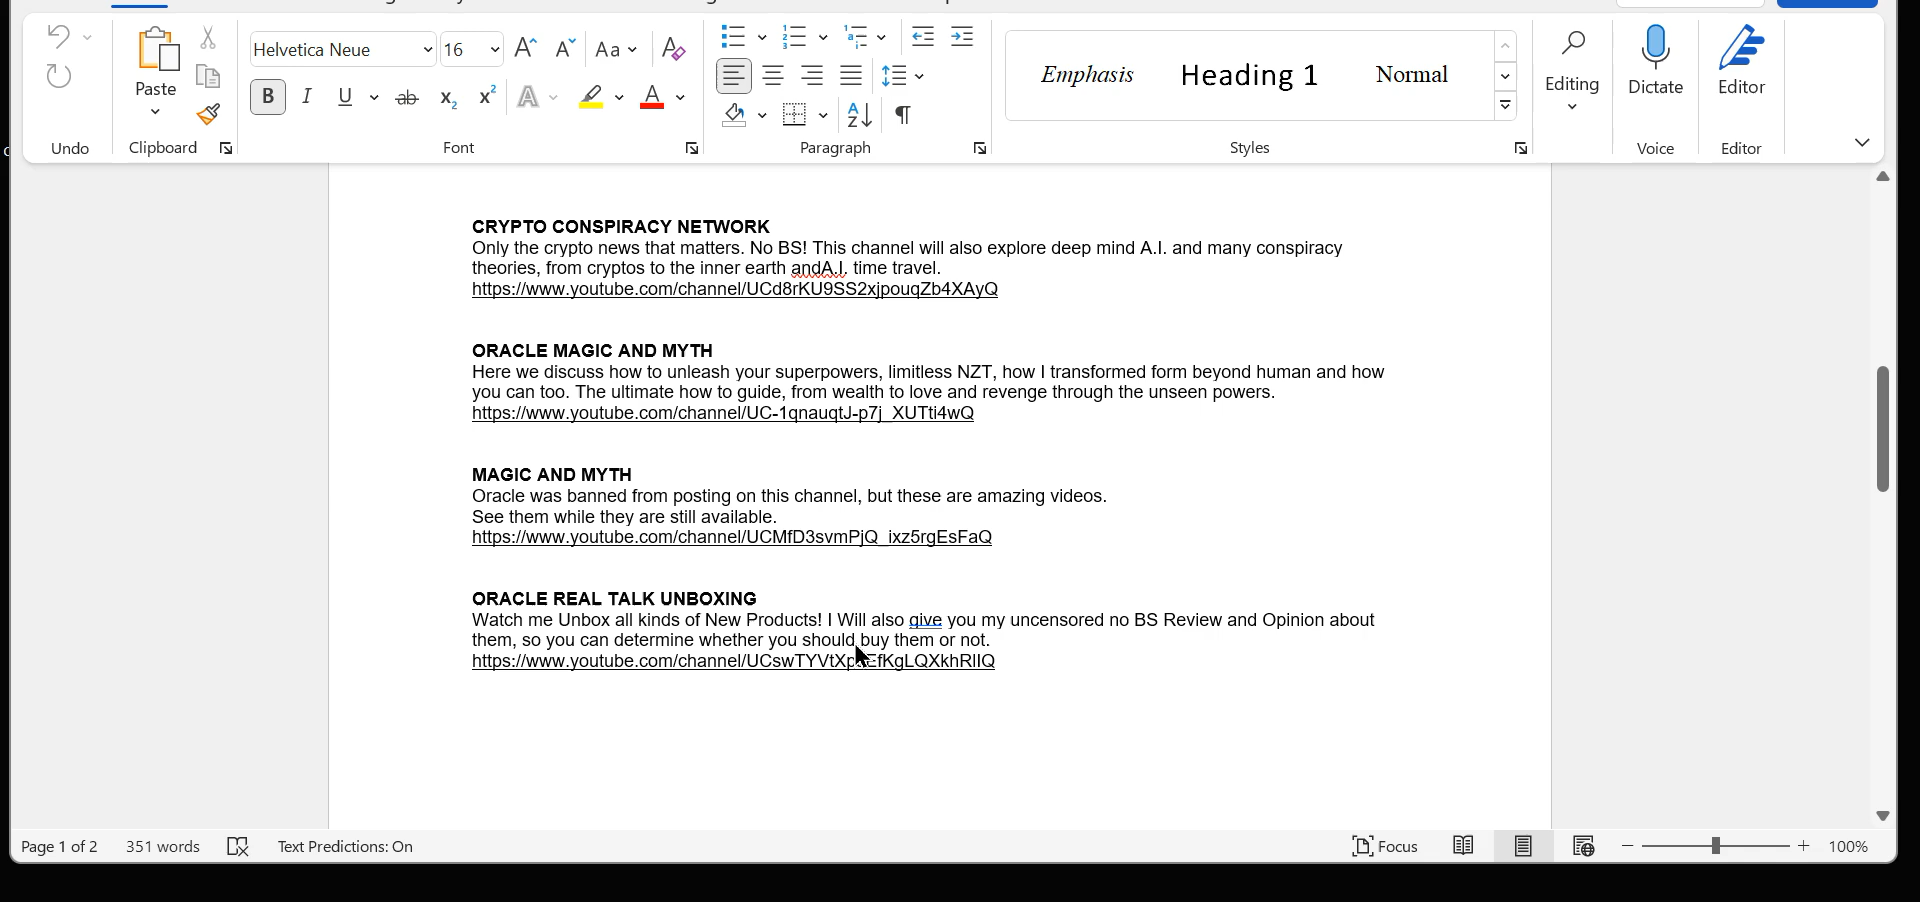 Helvetica Neue
16
Aa
Paste
B
I
U
ab
x₂
x²
A
A
Emphasis
Heading 1
Normal
Editing
Dictate
Editor
Undo
Clipboard
Font
Paragraph
Styles
Voice
Editor
CRYPTO CONSPIRACY NETWORK
Only the crypto news that matters. No BS! This channel will also explore deep mind A.I. and many conspiracy
theories, from cryptos to the inner earth andA.I. time travel.
https://www.youtube.com/channel/UCd8rKU9SS2xjpouqZb4XAyQ
ORACLE MAGIC AND MYTH
Here we discuss how to unleash your superpowers, limitless NZT, how I transformed form beyond human and how
you can too. The ultimate how to guide, from wealth to love and revenge through the unseen powers.
https://www.youtube.com/channel/UC-1qnauqtJ-p7j_XUTti4wQ
MAGIC AND MYTH
Oracle was banned from posting on this channel, but these are amazing videos.
See them while they are still available.
https://www.youtube.com/channel/UCMfD3svmPjQ_ixz5rgEsFaQ
ORACLE REAL TALK UNBOXING
Watch me Unbox all kinds of New Products! I Will also give you my uncensored no BS Review and Opinion about
them, so you can determine whether you should buy them or not.
Page 1 of 2
351 words
Text Predictions: On
Focus
100%